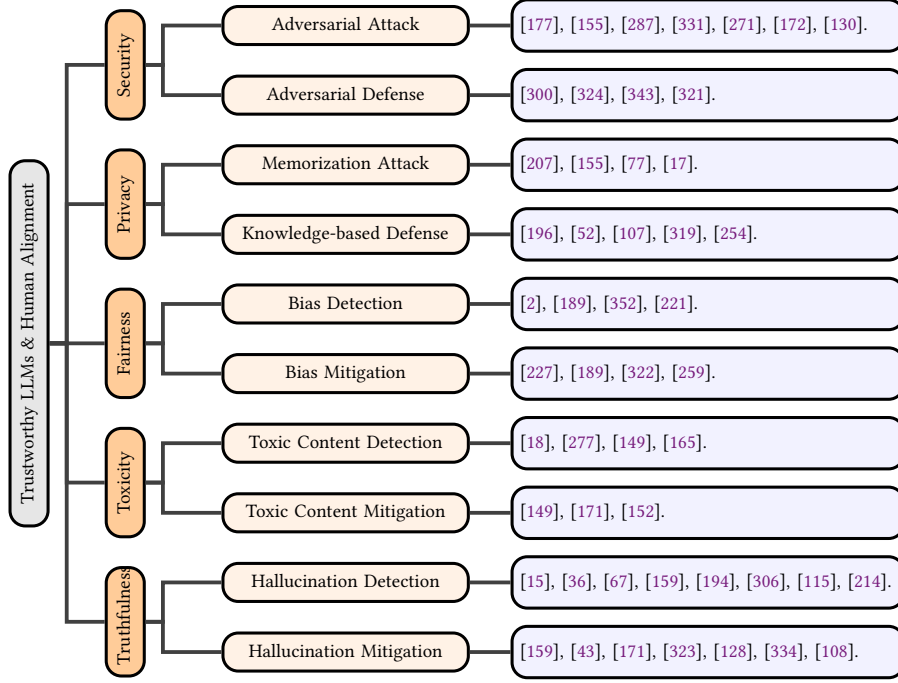 Trustworthy LLMs & Human Alignment
Security
Adversarial Attack
[177], [155], [287], [331], [271], [172], [130].
Adversarial Defense
[300], [324], [343], [321].
Privacy
Memorization Attack
[207], [155], [77], [17].
Knowledge-based Defense
[196], [52], [107], [319], [254].
Fairness
Bias Detection
[2], [189], [352], [221].
Bias Mitigation
[227], [189], [322], [259].
Toxicity
Toxic Content Detection
[18], [277], [149], [165].
Toxic Content Mitigation
[149], [171], [152].
Truthfulness
Hallucination Detection
[15], [36], [67], [159], [194], [306], [115], [214].
Hallucination Mitigation
[159], [43], [171], [323], [128], [334], [108].